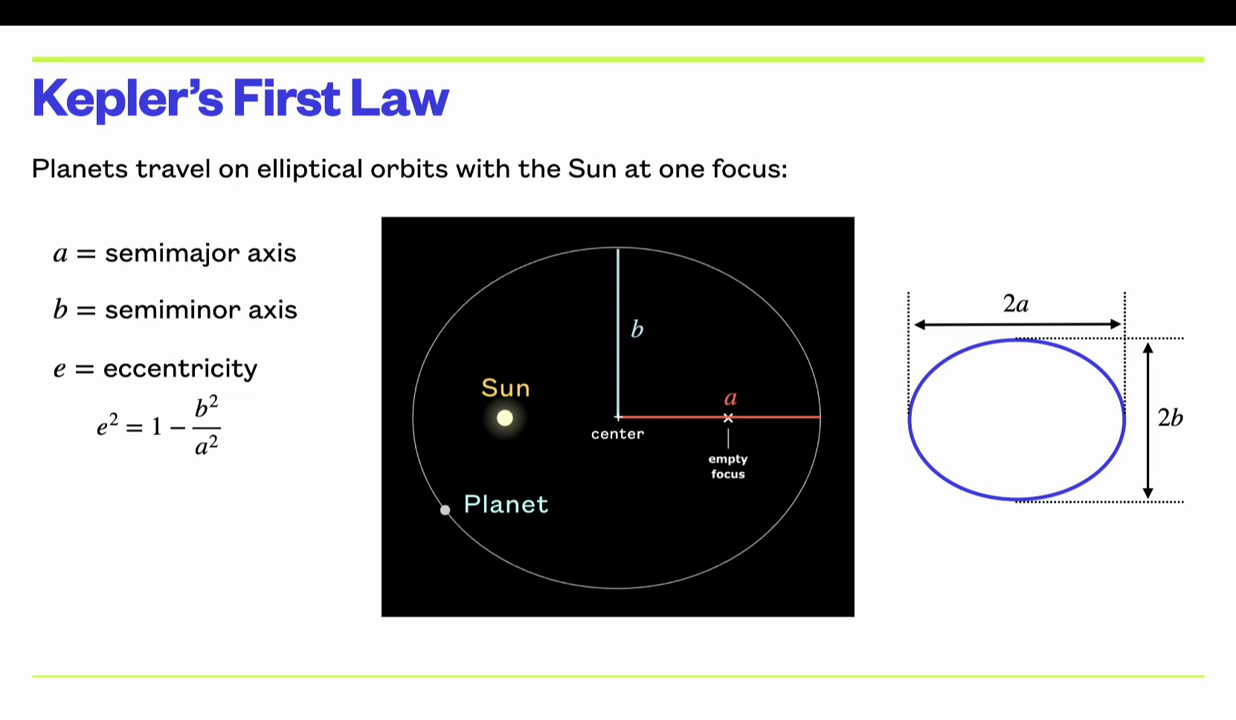 Kepler’s First Law
Planets travel on elliptical orbits with the Sun at one focus:
a = semimajor axis
b = semiminor axis
e = eccentricity
e² = 1 − b²/a²
b
Sun
a
center
empty
focus
Planet
2a
2b